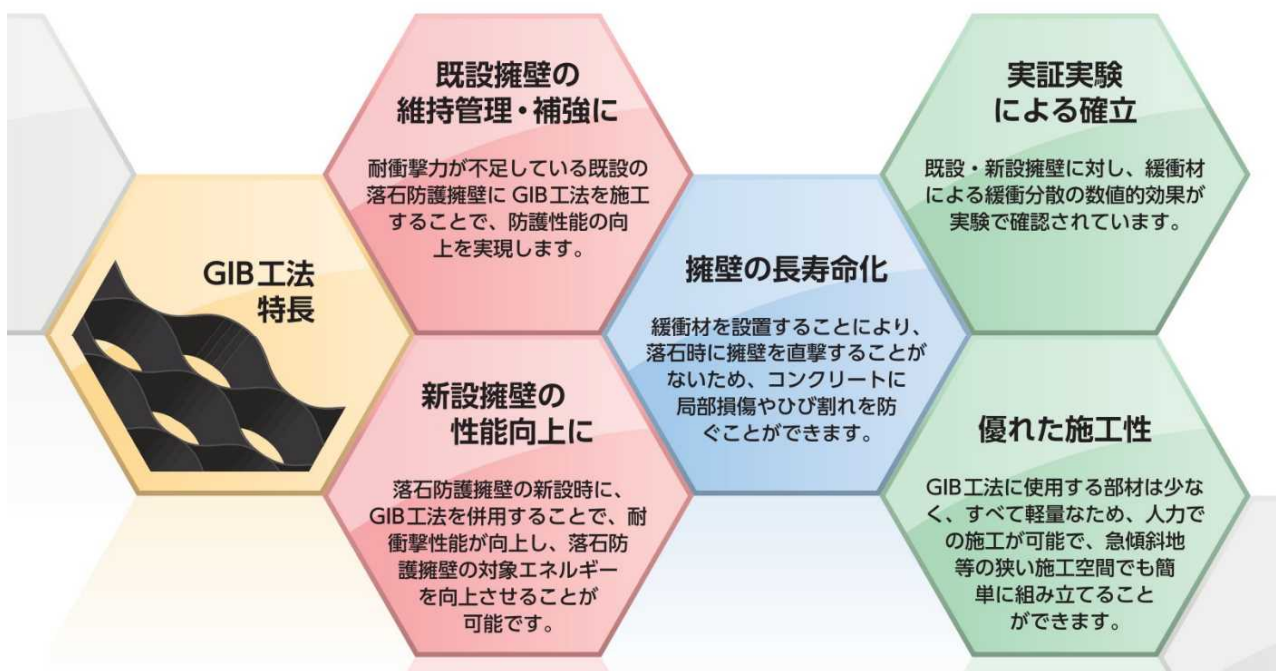 GIB工法
特長
既設擁壁の
維持管理・補強に
耐衝撃力が不足している既設の
落石防護擁壁に GIB工法を施工
することで、防護性能の向
上を実現します。
新設擁壁の
性能向上に
落石防護擁壁の新設時に、
GIB工法を併用することで、耐
衝撃性能が向上し、落石防
護擁壁の対象エネルギー
を向上させることが
可能です。
擁壁の長寿命化
緩衝材を設置することにより、
落石時に擁壁を直撃することが
ないため、コンクリートに
局部損傷やひび割れを防
ぐことができます。
実証実験
による確立
既設・新設擁壁に対し、緩衝材
による緩衝分散の数値的効果が
実験で確認されています。
優れた施工性
GIB工法に使用する部材は少な
く、すべて軽量なため、人力で
の施工が可能で、急傾斜地
等の狭い施工空間でも簡
単に組み立てること
ができます。